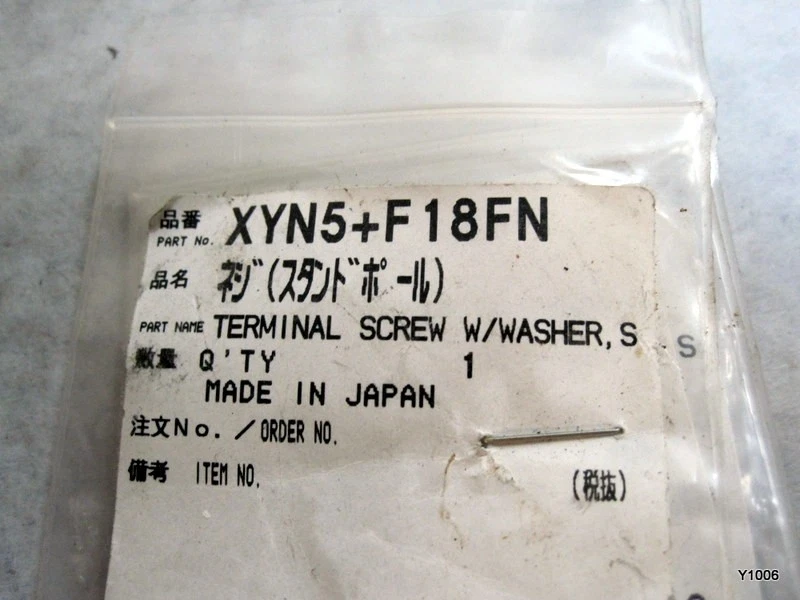 品番
PART No. XYN5+F18FN
品名 ネジ(スタンドポール)
PART NAME TERMINAL SCREW W/WASHER, S S
数量 Q'TY 1
MADE IN JAPAN
注文No. / ORDER NO.
備考 ITEM NO.
(税抜)
Y1006